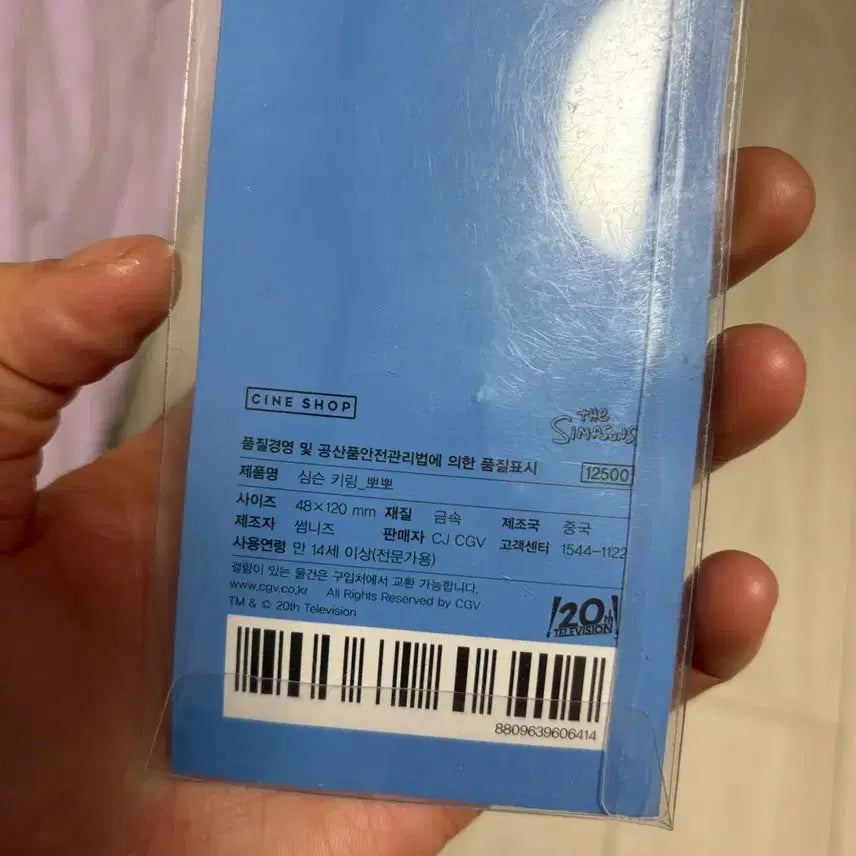 CINE SHOP
THE
SIMPSONS
품질경영 및 공산품안전관리법에 의한 품질표시
12500
제품명 심슨 키링_뽀뽀
사이즈 48×120 mm 재질 금속 제조국 중국
제조자 썸니즈 판매자 CJ CGV 고객센터 1544-1122
사용연령 만 14세 이상(전문가용)
결함이 있는 물건은 구입처에서 교환 가능합니다.
www.cgv.co.kr All Rights Reserved by CGV
TM & © 20th Television
20th
TELEVISION
8809639606414